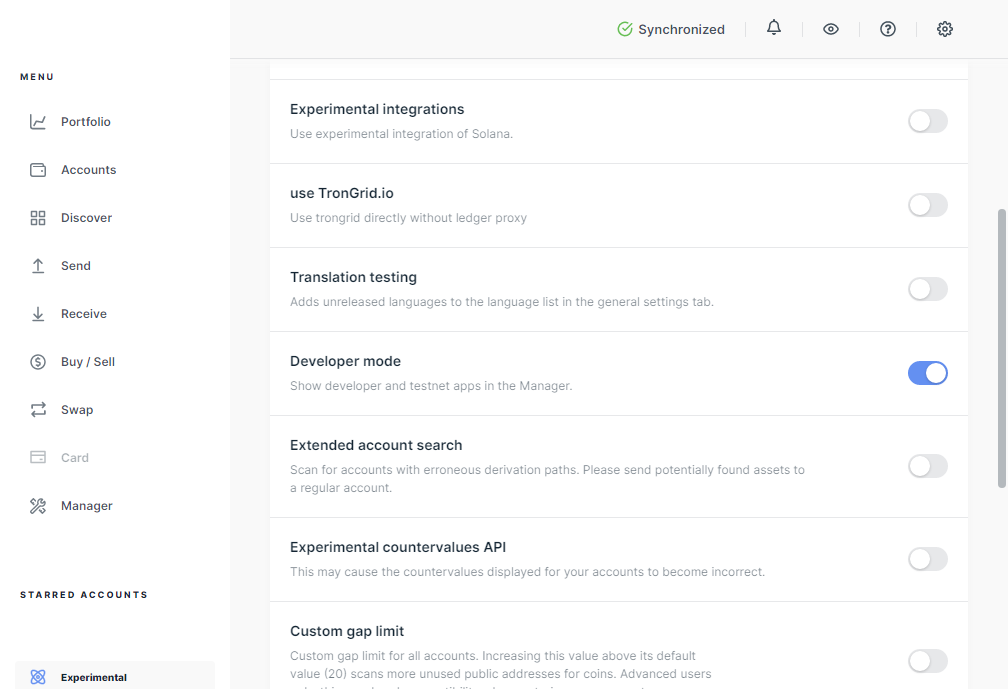 Synchronized
MENU
Portfolio
Accounts
Discover
Send
Receive
Buy / Sell
Swap
Card
Manager
STARRED ACCOUNTS
Experimental
Experimental integrations
Use experimental integration of Solana.
use TronGrid.io
Use trongrid directly without ledger proxy
Translation testing
Adds unreleased languages to the language list in the general settings tab.
Developer mode
Show developer and testnet apps in the Manager.
Extended account search
Scan for accounts with erroneous derivation paths. Please send potentially found assets to
a regular account.
Experimental countervalues API
This may cause the countervalues displayed for your accounts to become incorrect.
Custom gap limit
Custom gap limit for all accounts. Increasing this value above its default
value (20) scans more unused public addresses for coins. Advanced users